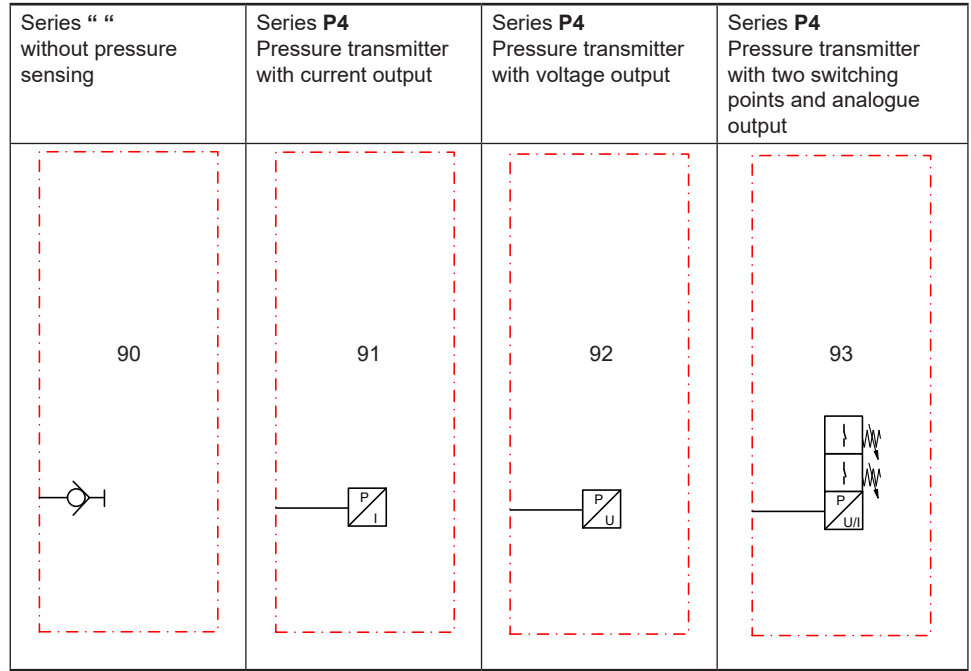 Series “ “
without pressure
sensing
Series P4
Pressure transmitter
with current output
Series P4
Pressure transmitter
with voltage output
Series P4
Pressure transmitter
with two switching
points and analogue
output
90
91
92
93
P
I
P
U
P
U/I